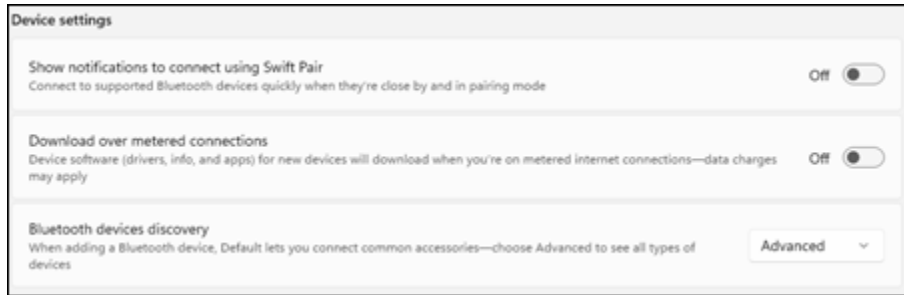 Device settings
Show notifications to connect using Swift Pair
Connect to supported Bluetooth devices quickly when they're close by and in pairing mode
Off
Download over metered connections
Device software (drivers, info, and apps) for new devices will download when you're on metered internet connections—data charges
may apply
Off
Bluetooth devices discovery
When adding a Bluetooth device, Default lets you connect common accessories—choose Advanced to see all types of
devices
Advanced